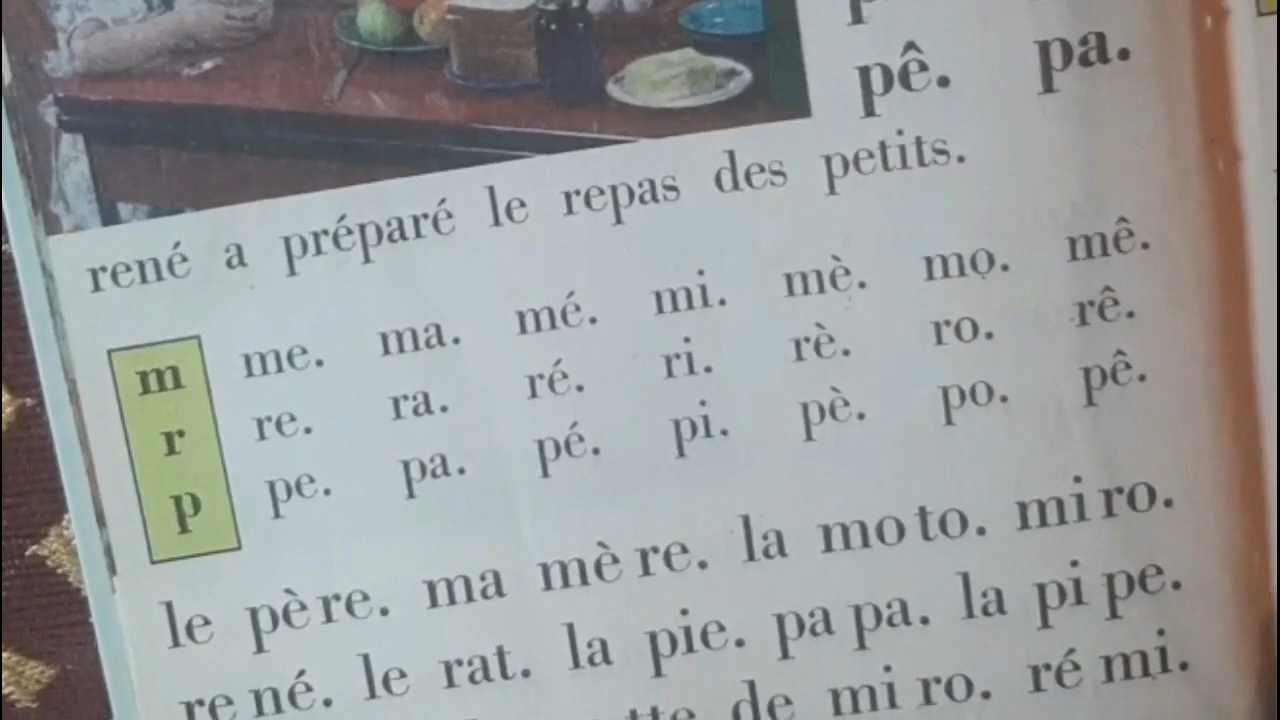 pê. pa.
rené a préparé le repas des petits.
m me. ma. mé. mi. mè. mo. mê.
r re. ra. ré. ri. rè. ro. rê.
p pe. pa. pé. pi. pè. po. pê.
le père. ma mère. la moto. miro.
rené. le rat. la pie. papa. la pipe.
de miro. rémi.